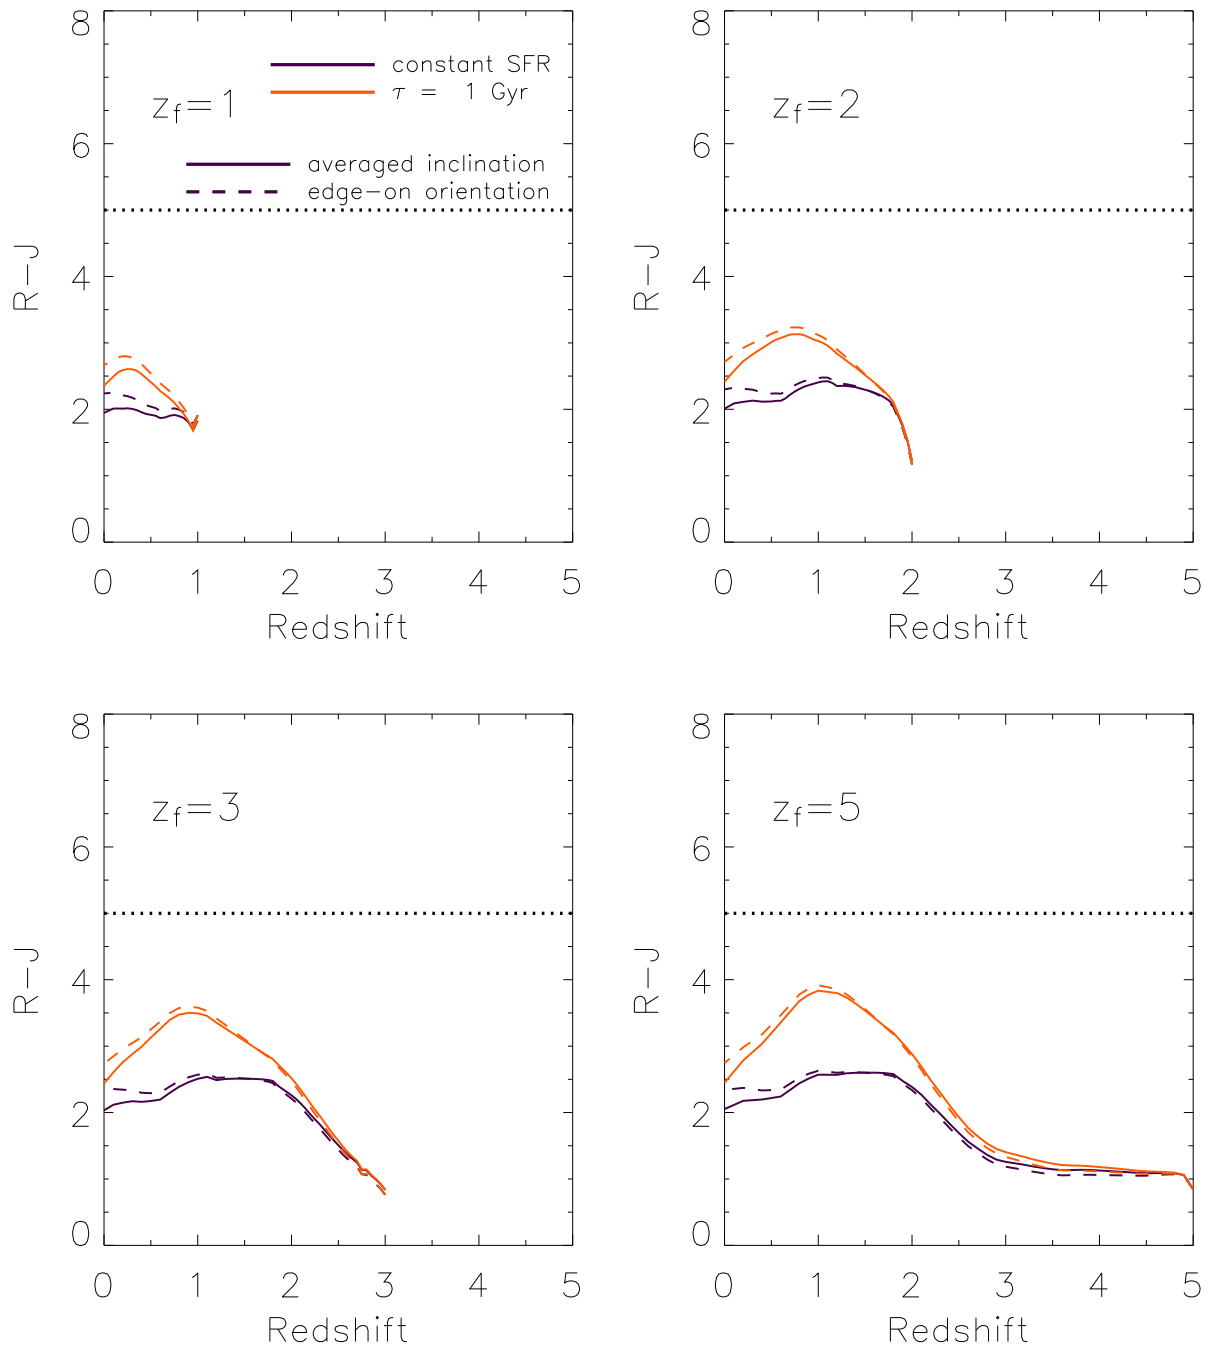 8
constant SFR
τ = 1 Gyr
z_f=1
6
averaged inclination
edge-on orientation
R-J
4
2
0
0 1 2 3 4 5
Redshift
8
z_f=2
6
R-J
4
2
0
0 1 2 3 4 5
Redshift
8
z_f=3
6
R-J
4
2
0
0 1 2 3 4 5
Redshift
8
z_f=5
6
R-J
4
2
0
0 1 2 3 4 5
Redshift